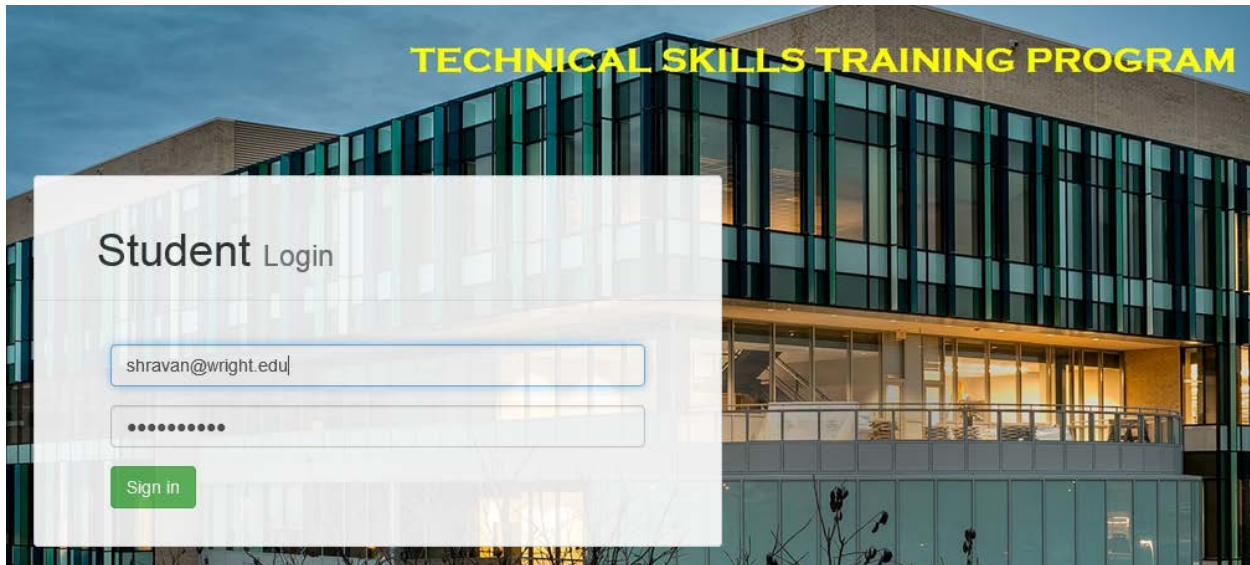 TECHNICAL SKILLS TRAINING PROGRAM
Student Login
shravan@wright.edu
••••••••••
Sign in